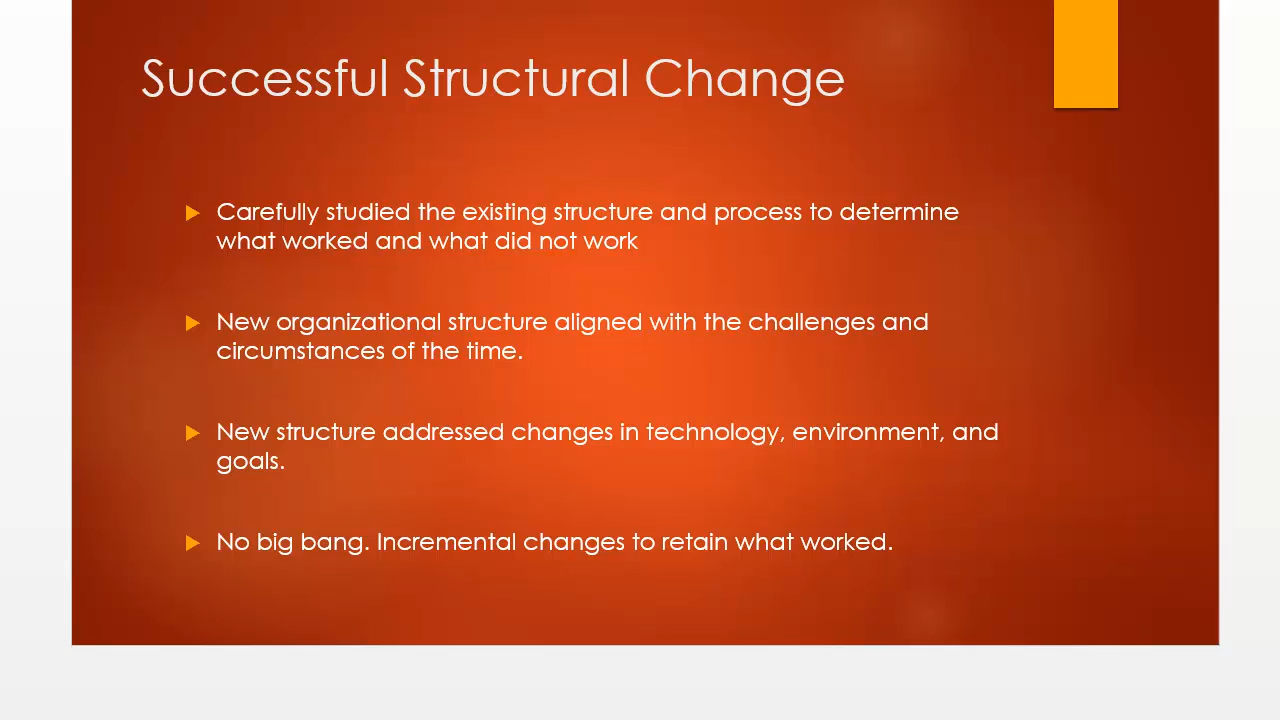 Successful Structural Change
Carefully studied the existing structure and process to determine
what worked and what did not work
New organizational structure aligned with the challenges and
circumstances of the time.
New structure addressed changes in technology, environment, and
goals.
No big bang. Incremental changes to retain what worked.